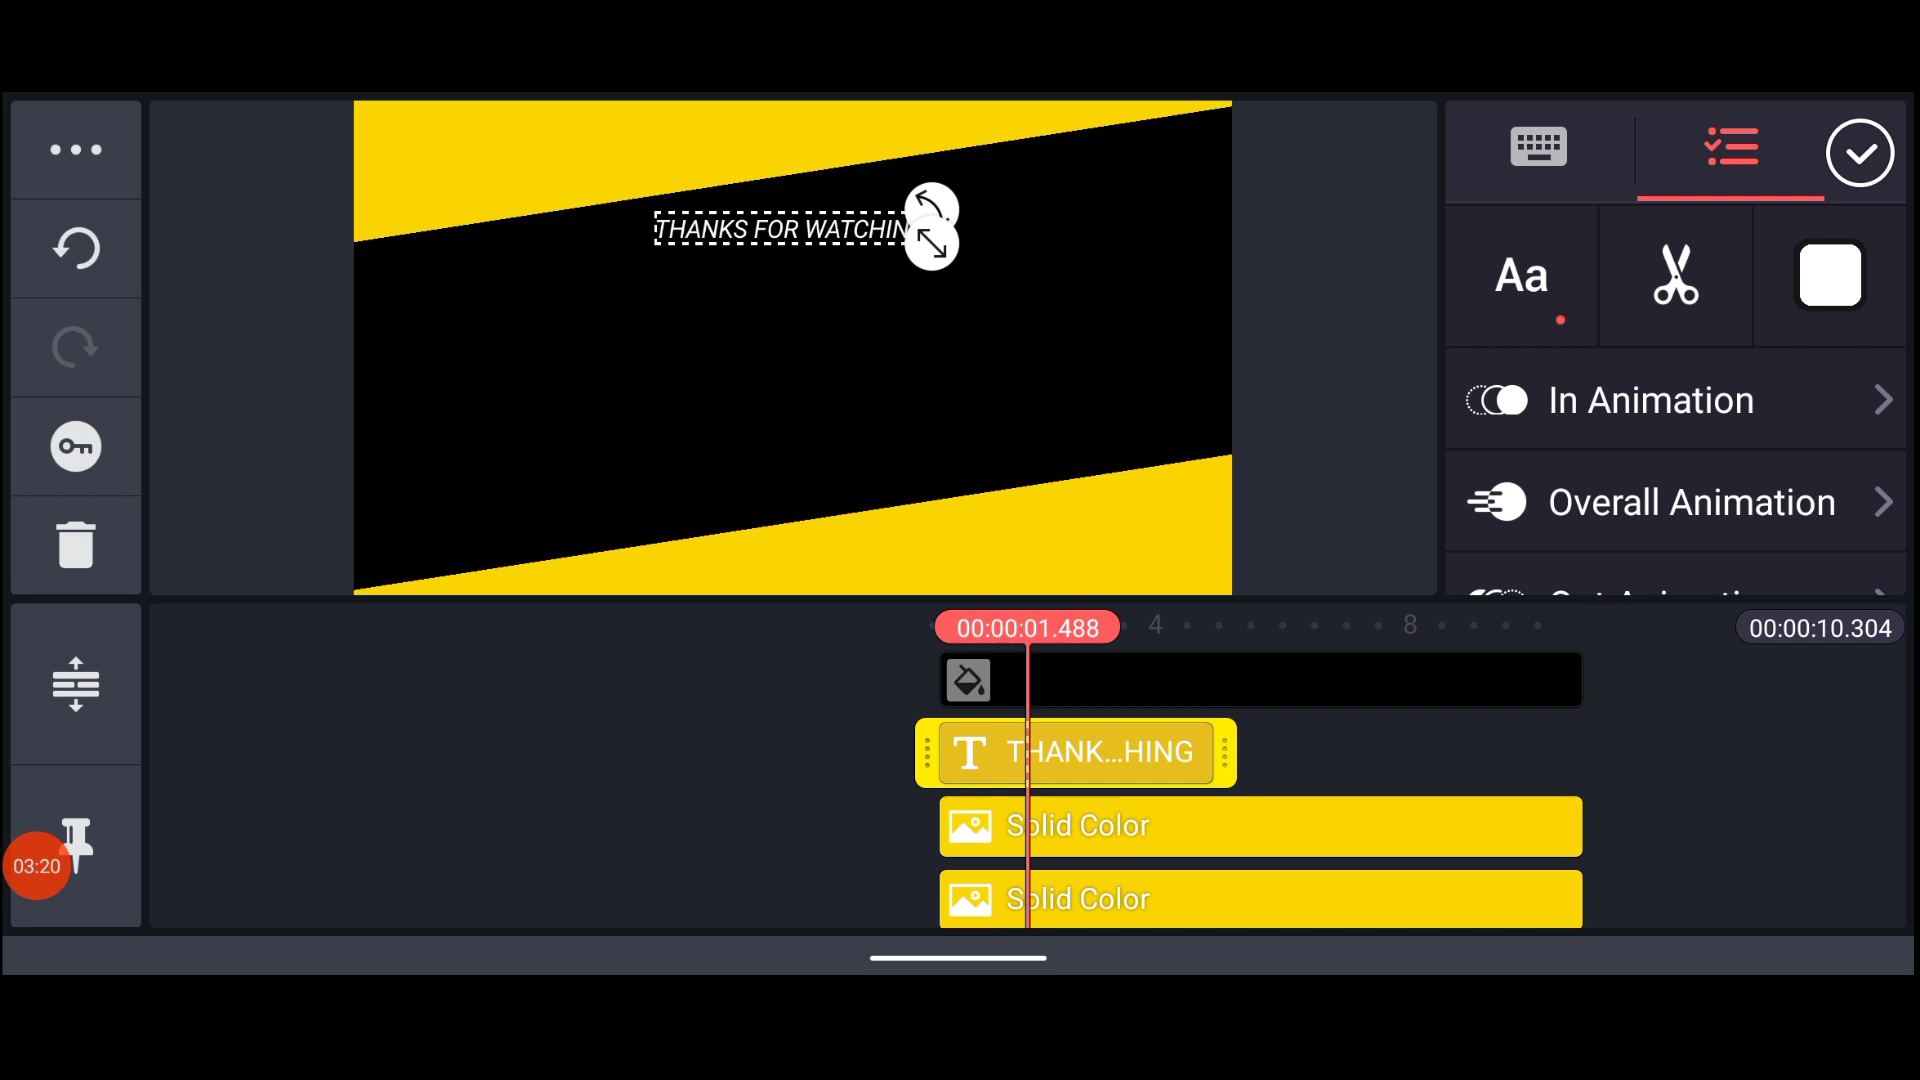 THANKS FOR WATCHIN
Aa
In Animation
Overall Animation
00:00:01.488
4
8
00:00:10.304
T THANK...HING
Solid Color
Solid Color
03:20